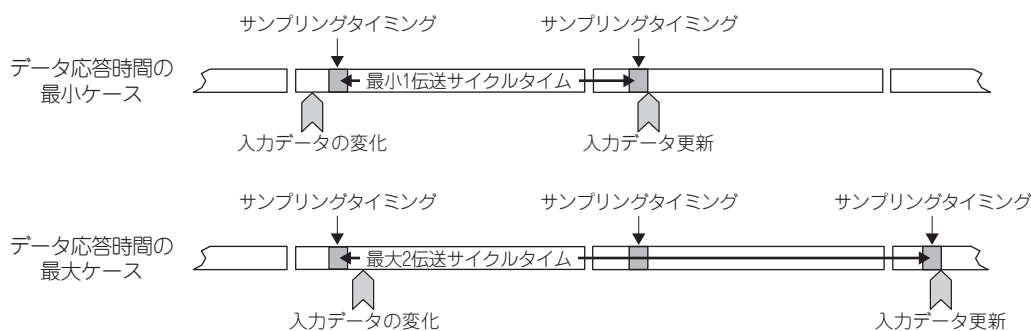 サンプリングタイミング
サンプリングタイミング
データ応答時間の
最小ケース
最小1伝送サイクルタイム
入力データの変化
入力データ更新
サンプリングタイミング
サンプリングタイミング
サンプリングタイミング
データ応答時間の
最大ケース
最大2伝送サイクルタイム
入力データの変化
入力データ更新